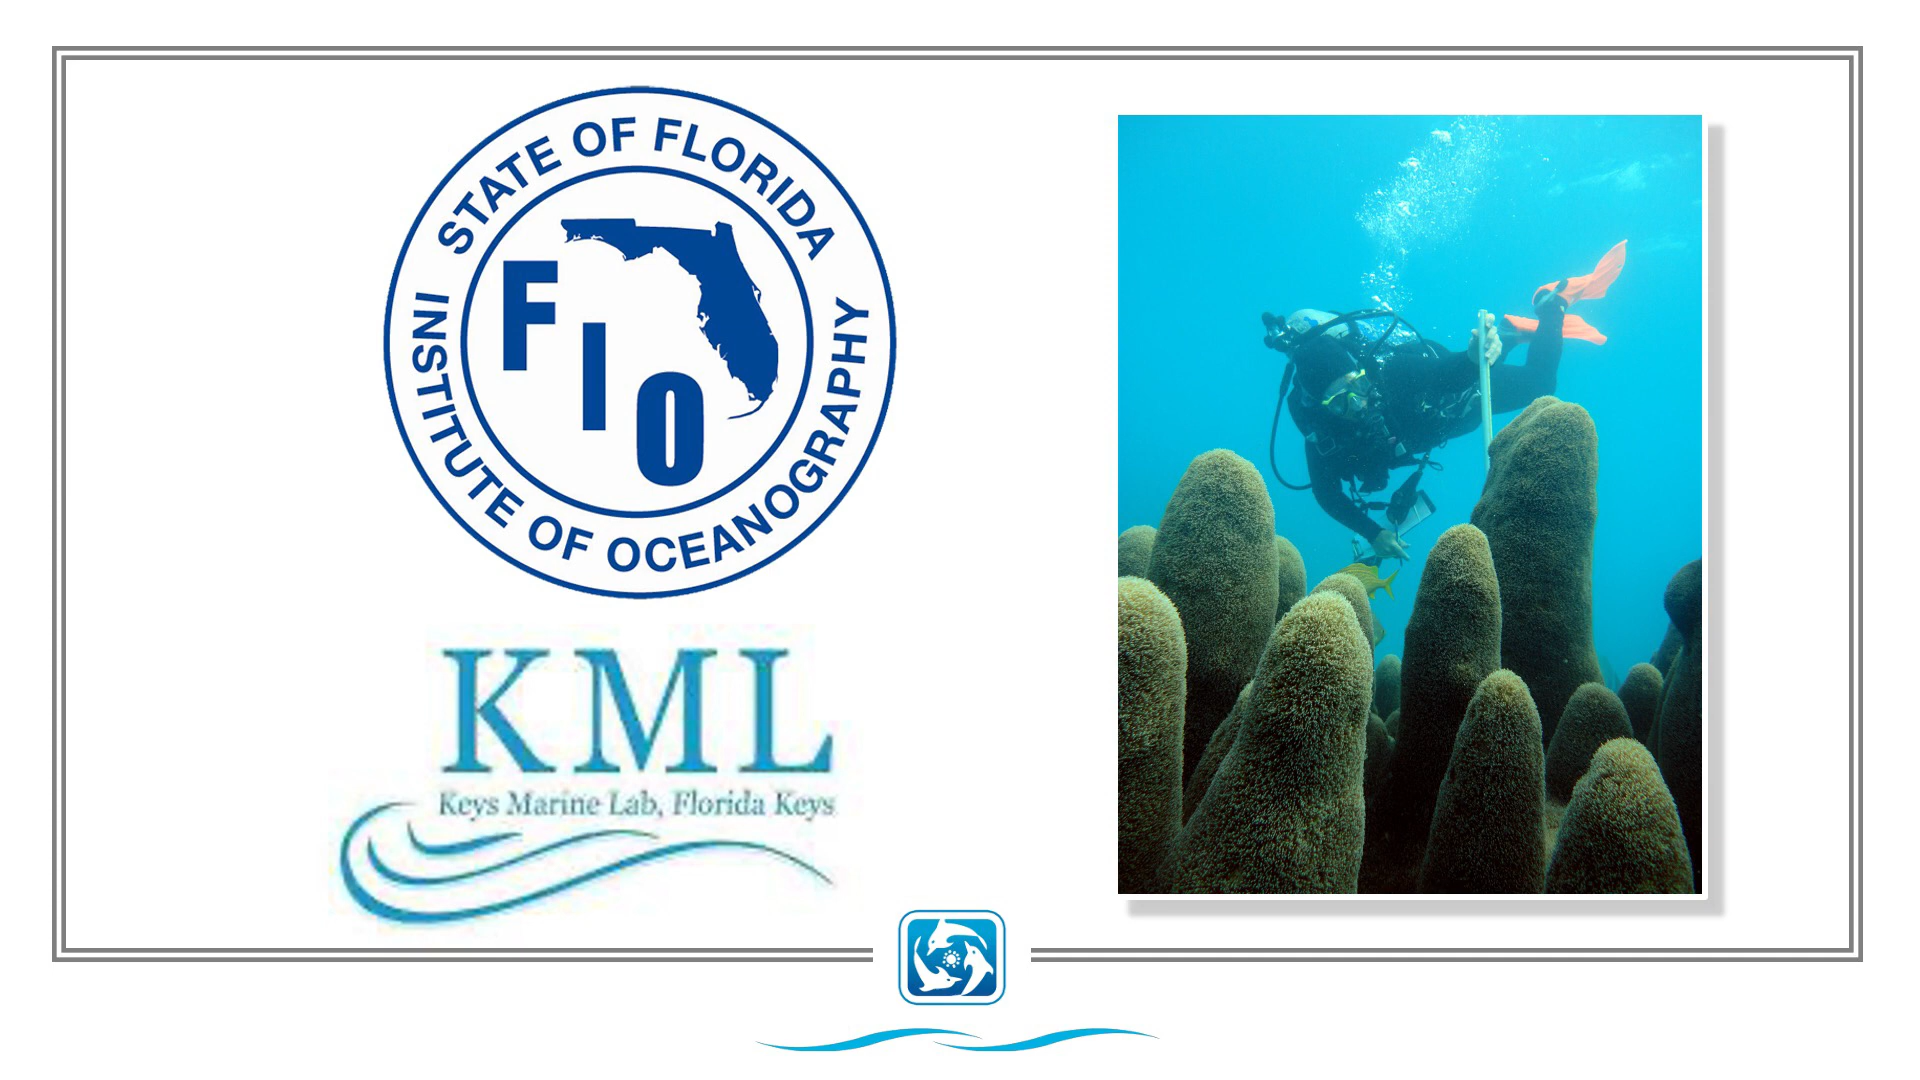 STATE OF FLORIDA
INSTITUTE OF OCEANOGRAPHY
FIO
KML
Keys Marine Lab, Florida Keys